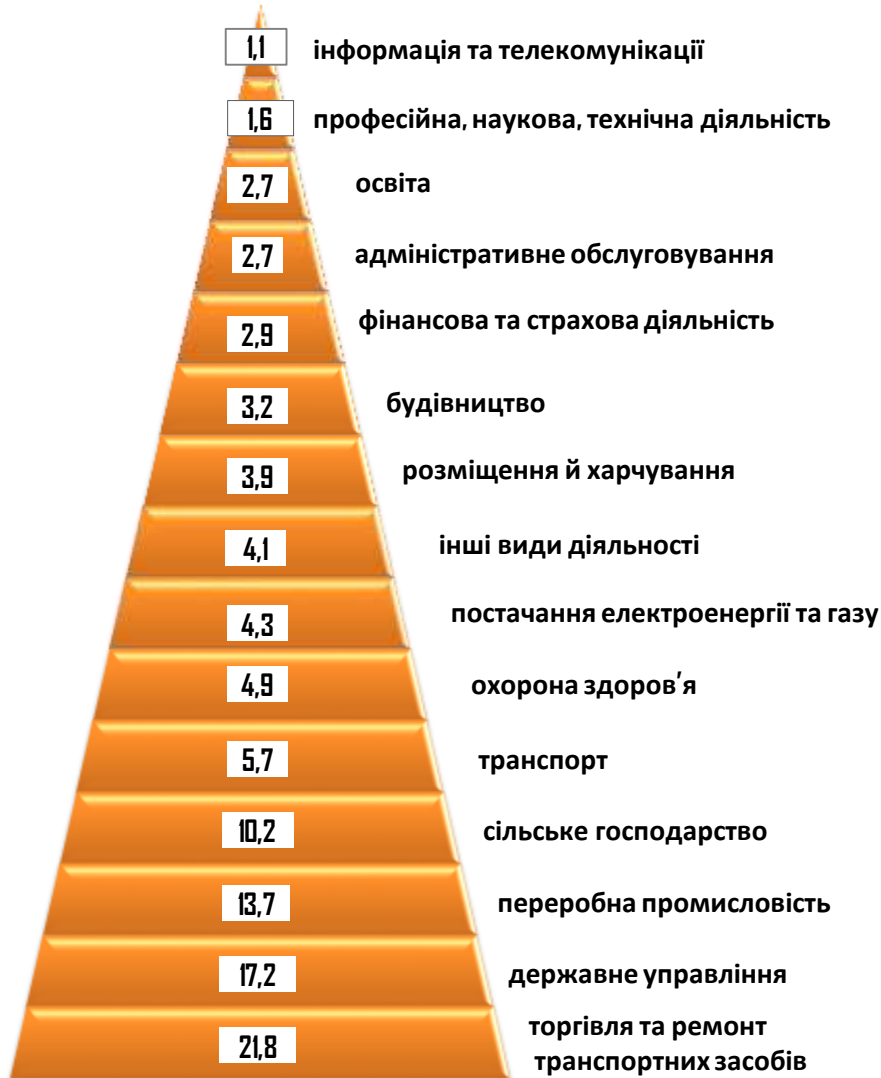 1,1 інформація та телекомунікації
1,6 професійна, наукова, технічна діяльність
2,7 освіта
2,7 адміністративне обслуговування
2,9 фінансова та страхова діяльність
3,2 будівництво
3,9 розміщення й харчування
4,1 інші види діяльності
4,3 постачання електроенергії та газу
4,9 охорона здоров'я
5,7 транспорт
10,2 сільське господарство
13,7 переробна промисловість
17,2 державне управління
21,8 торгівля та ремонт
транспортних засобів